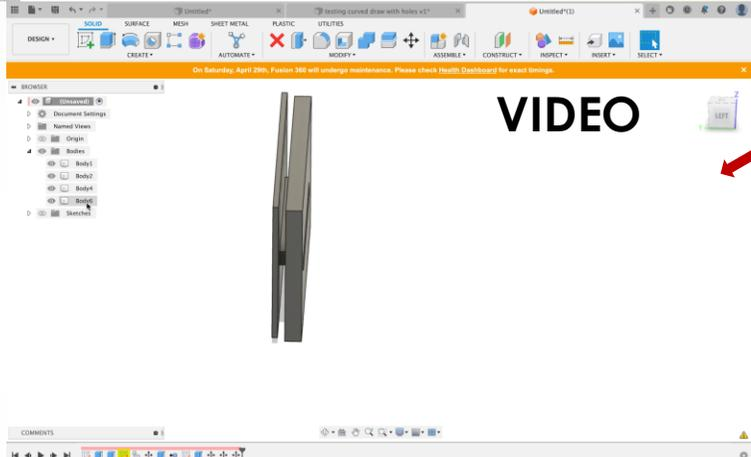 Untitled*
testing curved draw with holes v1*
Untitled*(1)
SOLID SURFACE MESH SHEET METAL PLASTIC UTILITIES
DESIGN
CREATE AUTOMATE MODIFY ASSEMBLE CONSTRUCT INSPECT INSERT SELECT
On Saturday, April 29th, Fusion 360 will undergo maintenance. Please check Health Dashboard for exact timings.
BROWSER
(Unsaved)
Document Settings
Named Views
Origin
Bodies
Body1
Body2
Body4
Body6
Sketches
VIDEO
Z
LEFT
COMMENTS